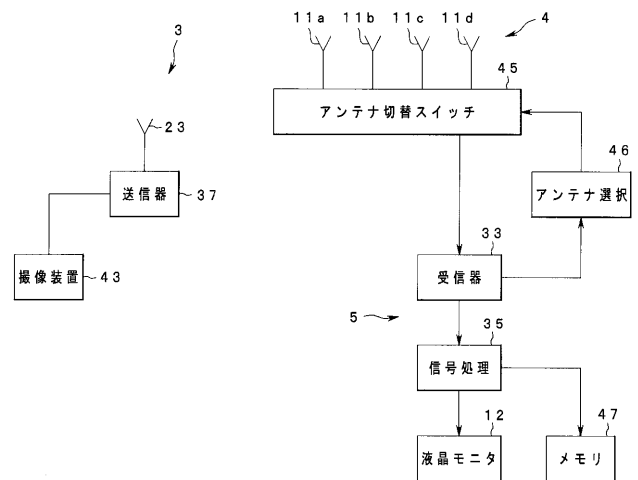 11a 11b 11c 11d
4
3
45
アンテナ切替スイッチ
23
46
アンテナ選択
送信器
37
33
受信器
撮像装置
43
5
35
信号処理
12
液晶モニタ
47
メモリ